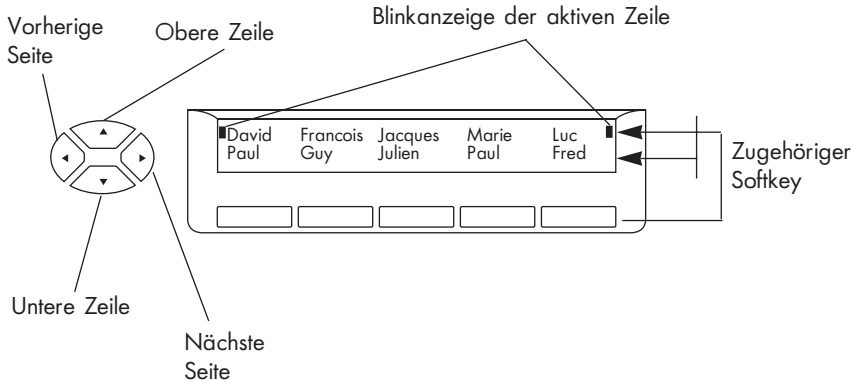 Blinkanzeige der aktiven Zeile
Vorherige
Seite
Obere Zeile
David Francois Jacques Marie Luc
Paul Guy Julien Paul Fred
Zugehöriger
Softkey
Untere Zeile
Nächste
Seite